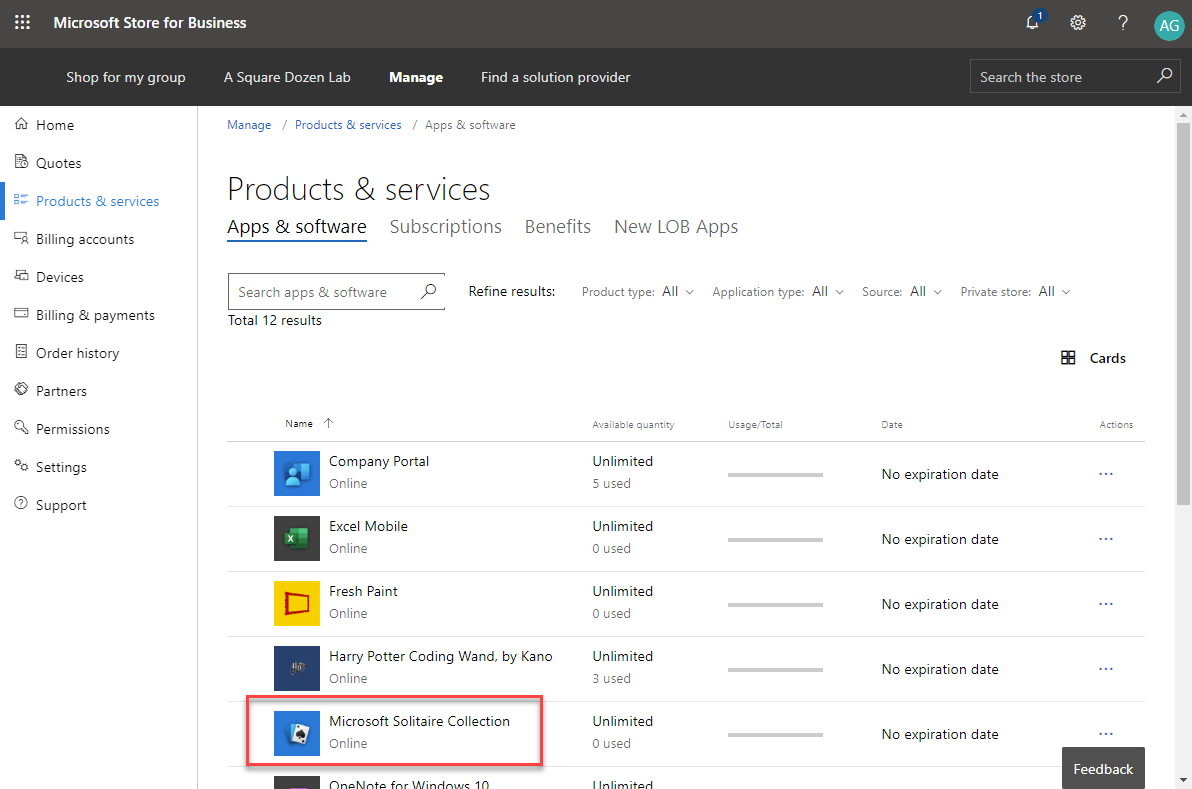 Microsoft Store for Business
1
?
AG
Shop for my group
A Square Dozen Lab
Manage
Find a solution provider
Search the store
Home
Quotes
Products & services
Billing accounts
Devices
Billing & payments
Order history
Partners
Permissions
Settings
Support
Manage / Products & services / Apps & software
Products & services
Apps & software
Subscriptions
Benefits
New LOB Apps
Search apps & software
Refine results:
Product type: All
Application type: All
Source: All
Private store: All
Total 12 results
Cards
Name
Available quantity
Usage/Total
Date
Actions
Company Portal
Online
Unlimited
5 used
No expiration date
...
Excel Mobile
Online
Unlimited
0 used
No expiration date
...
Fresh Paint
Online
Unlimited
0 used
No expiration date
...
Harry Potter Coding Wand, by Kano
Online
Unlimited
3 used
No expiration date
...
Microsoft Solitaire Collection
Online
Unlimited
0 used
No expiration date
...
OneNote for Windows 10
Unlimited
Feedback